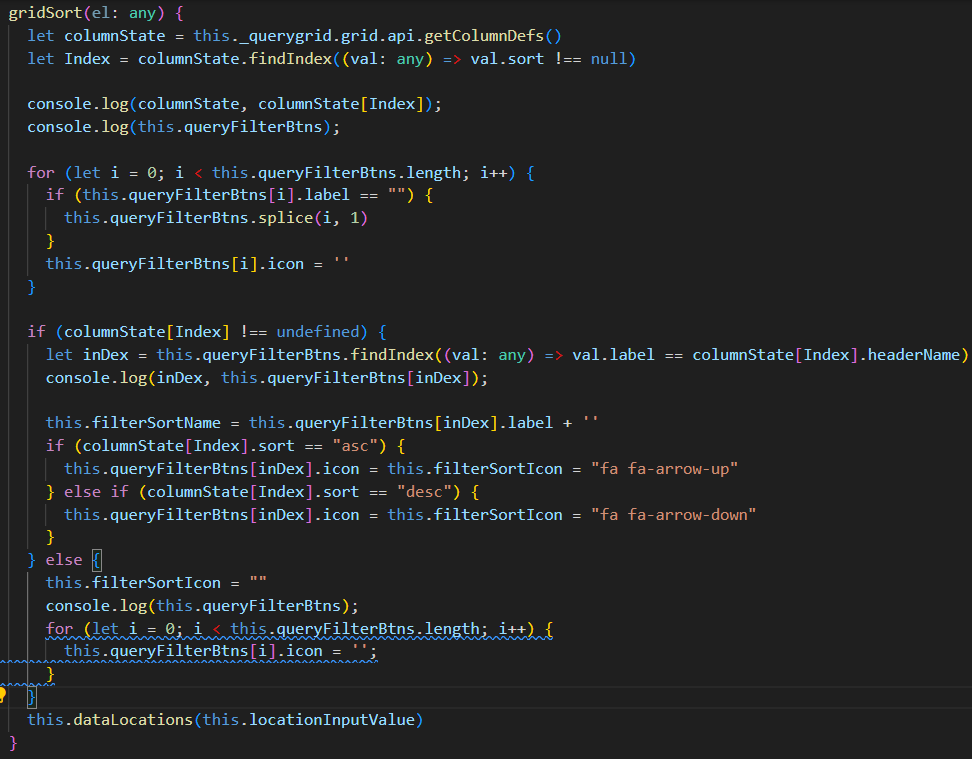 gridSort(el: any) {
let columnState = this._querygrid.grid.api.getColumnDefs()
let Index = columnState.findIndex((val: any) => val.sort !== null)
console.log(columnState, columnState[Index]);
console.log(this.queryFilterBtns);
for (let i = 0; i < this.queryFilterBtns.length; i++) {
if (this.queryFilterBtns[i].label == "") {
this.queryFilterBtns.splice(i, 1)
}
this.queryFilterBtns[i].icon = ''
}
if (columnState[Index] !== undefined) {
let inDex = this.queryFilterBtns.findIndex((val: any) => val.label == columnState[Index].headerName)
console.log(inDex, this.queryFilterBtns[inDex]);
this.filterSortName = this.queryFilterBtns[inDex].label + ''
if (columnState[Index].sort == "asc") {
this.queryFilterBtns[inDex].icon = this.filterSortIcon = "fa fa-arrow-up"
} else if (columnState[Index].sort == "desc") {
this.queryFilterBtns[inDex].icon = this.filterSortIcon = "fa fa-arrow-down"
}
} else {
this.filterSortIcon = ""
console.log(this.queryFilterBtns);
for (let i = 0; i < this.queryFilterBtns.length; i++) {
this.queryFilterBtns[i].icon = '';
}
}
this.dataLocations(this.locationInputValue)
}